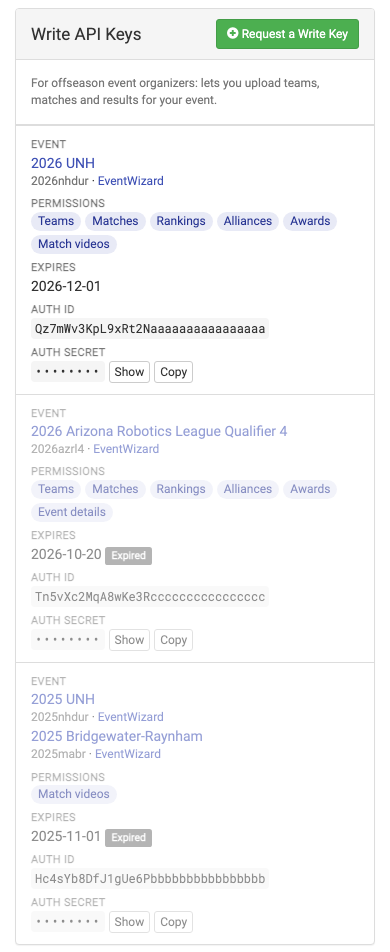 Write API Keys
Request a Write Key
For offseason event organizers: lets you upload teams,
matches and results for your event.
EVENT
2026 UNH
2026nhdur · EventWizard
PERMISSIONS
Teams Matches Rankings Alliances Awards
Match videos
EXPIRES
2026-12-01
AUTH ID
Qz7mWv3KpL9xRt2Naaaaaaaaaaaaaaaa
AUTH SECRET
•••••••• Show Copy
EVENT
2026 Arizona Robotics League Qualifier 4
2026azrl4 · EventWizard
PERMISSIONS
Teams Matches Rankings Alliances Awards
Event details
EXPIRES
2026-10-20 Expired
AUTH ID
Tn5vXc2MqA8wKe3Rcccccccccccccccc
AUTH SECRET
•••••••• Show Copy
EVENT
2025 UNH
2025nhdur · EventWizard
2025 Bridgewater-Raynham
2025mabr · EventWizard
PERMISSIONS
Match videos
EXPIRES
2025-11-01 Expired
AUTH ID
Hc4sYb8DfJ1gUe6Pbbbbbbbbbbbbbbbb
AUTH SECRET
•••••••• Show Copy